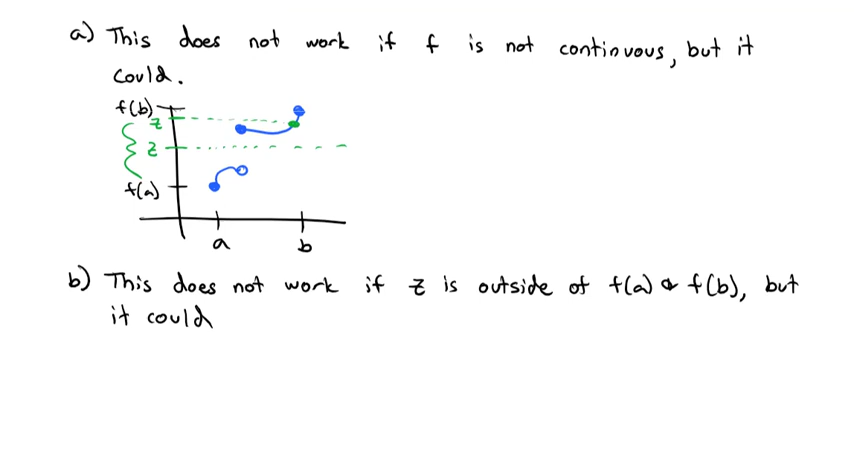 a) This does not work if f is not continuous, but it
could.
f(b)
z
z
f(a)
a
b
b) This does not work if z is outside of f(a) & f(b), but
it could